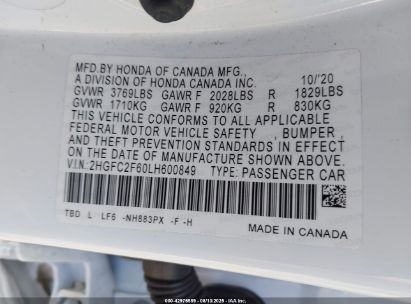 MFD.BY HONDA OF CANADA MFG.,
A DIVISION OF HONDA CANADA INC. 10/'20
GVWR 3769LBS GAWR F 2028LBS R 1829LBS
GVWR 1710KG GAWR F 920KG R 830KG
THIS VEHICLE CONFORMS TO ALL APPLICABLE
FEDERAL MOTOR VEHICLE SAFETY , BUMPER ,
AND THEFT PREVENTION STANDARDS IN EFFECT
ON THE DATE OF MANUFACTURE SHOWN ABOVE.
V.I.N: 2HGFC2F60LH600849 TYPE: PASSENGER CAR
TBD L LF6 -NH883PX -F -H
MADE IN CANADA